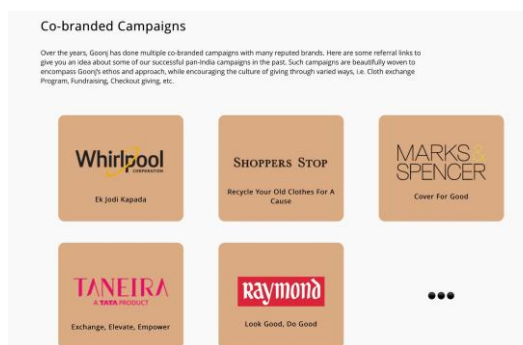 Co-branded Campaigns
Over the years, Goonj has done multiple co-branded campaigns with many reputed brands. Here are some referral links to
give you an idea about some of our successful pan-India campaigns in the past. Such campaigns are beautifully woven to
encompass Goonj's ethos and approach, while encouraging the culture of giving through varied ways, i.e. Cloth exchange
Program, Fundraising, Checkout giving, etc.
Whirlpool
CORPORATION
Ek Jodi Kapada
SHOPPERS STOP
Recycle Your Old Clothes For A
Cause
MARKS&
SPENCER
Cover For Good
TANEIRA
A TATA PRODUCT
Exchange, Elevate, Empower
Raymond
Look Good, Do Good